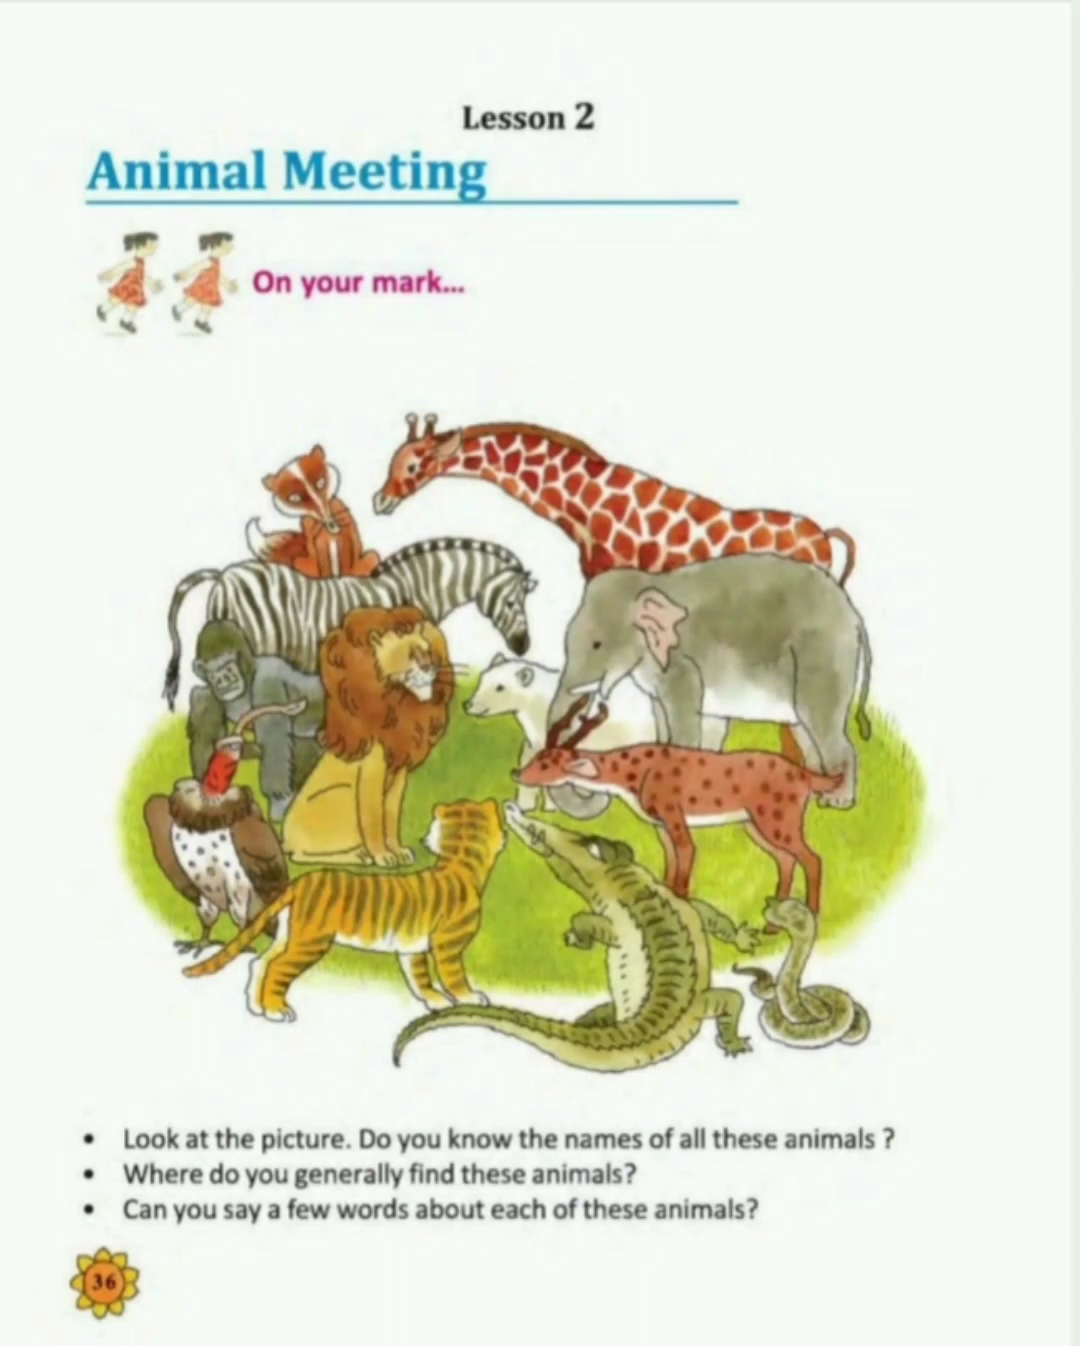 Lesson 2
Animal Meeting
On your mark...
• Look at the picture. Do you know the names of all these animals ?
• Where do you generally find these animals?
• Can you say a few words about each of these animals?
36